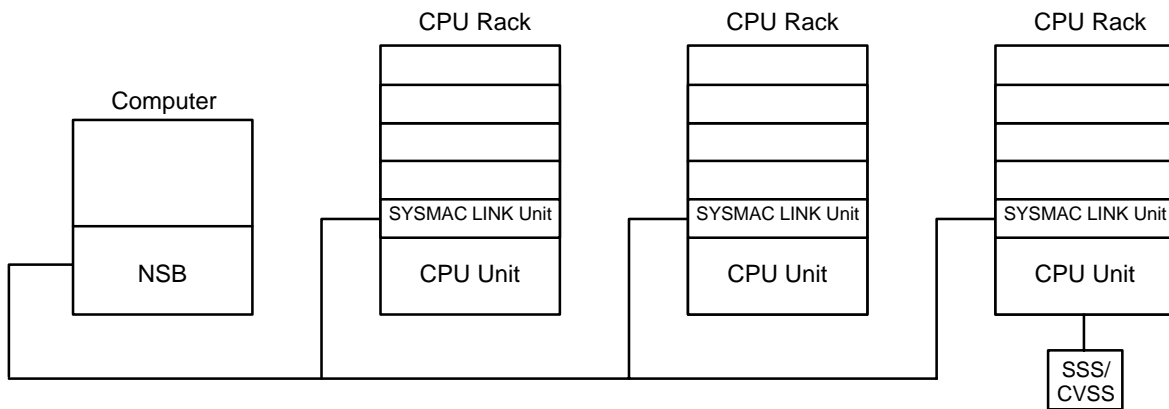 CPU Rack
CPU Rack
CPU Rack
Computer
SYSMAC LINK Unit
SYSMAC LINK Unit
SYSMAC LINK Unit
NSB
CPU Unit
CPU Unit
CPU Unit
SSS/
CVSS